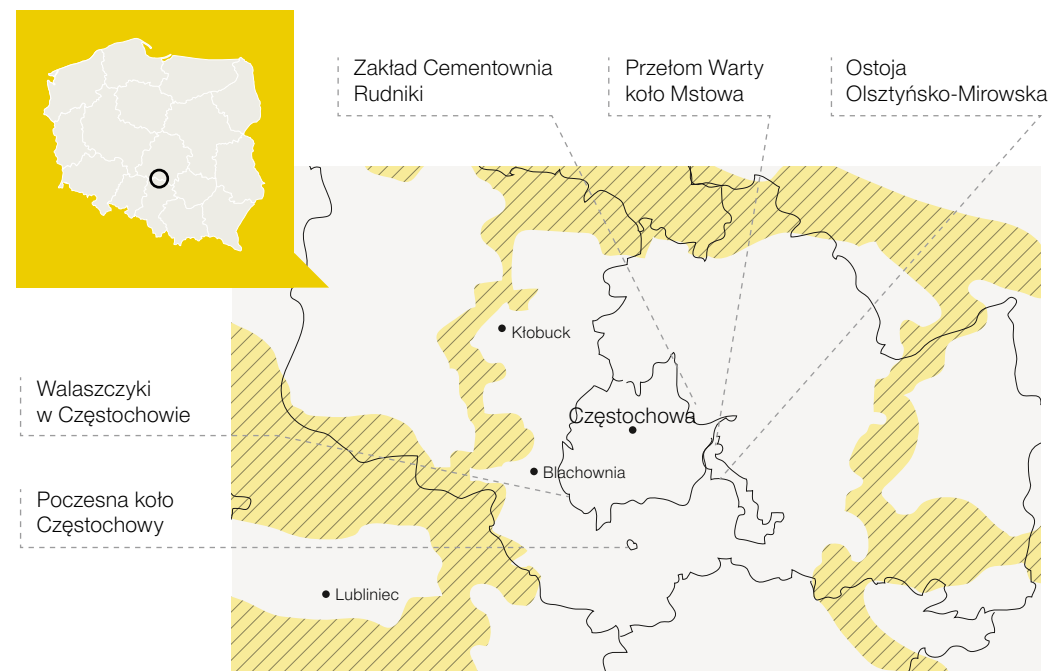 Zakład Cementownia
Rudniki
Przełom Warty
koło Mstowa
Ostoja
Olsztyńsko-Mirowska
Kłobuck
Walaszczyki
w Częstochowie
Częstochowa
Blachownia
Poczesna koło
Częstochowy
Lubliniec